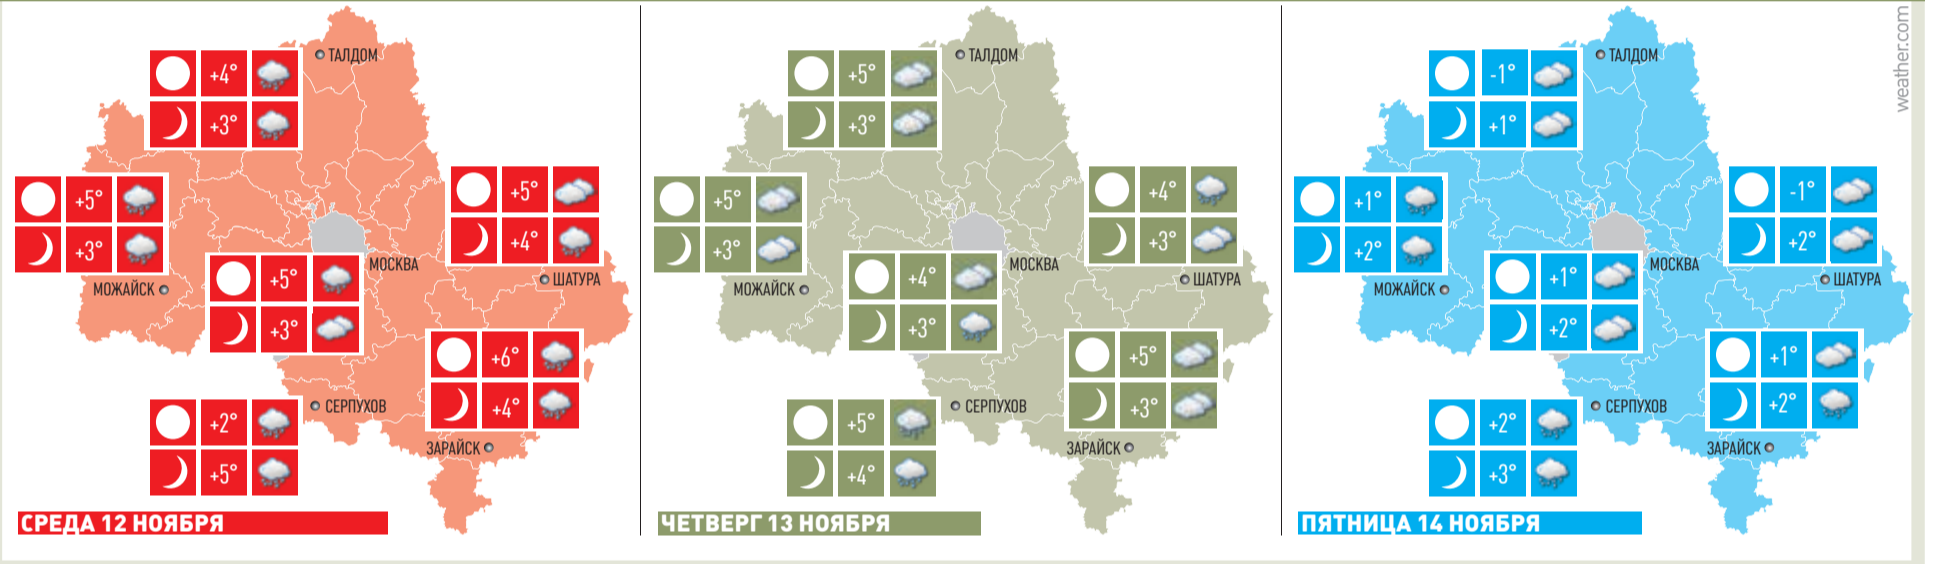 ТАЛДОМ
+4°
+3°
+5°
+3°
+5°
+4°
МОСКВА
+5°
+3°
ШАТУРА
МОЖАЙСК
+6°
+4°
СЕРПУХОВ
+2°
+5°
ЗАРАЙСК
СРЕДА 12 НОЯБРЯ
ТАЛДОМ
+5°
+3°
+5°
+3°
+4°
+3°
МОСКВА
+4°
+3°
ШАТУРА
МОЖАЙСК
+5°
+3°
СЕРПУХОВ
+5°
+4°
ЗАРАЙСК
ЧЕТВЕРГ 13 НОЯБРЯ
weather.com
ТАЛДОМ
-1°
+1°
+1°
+2°
-1°
+2°
МОСКВА
+1°
+2°
ШАТУРА
МОЖАЙСК
+1°
+2°
СЕРПУХОВ
+2°
+3°
ЗАРАЙСК
ПЯТНИЦА 14 НОЯБРЯ